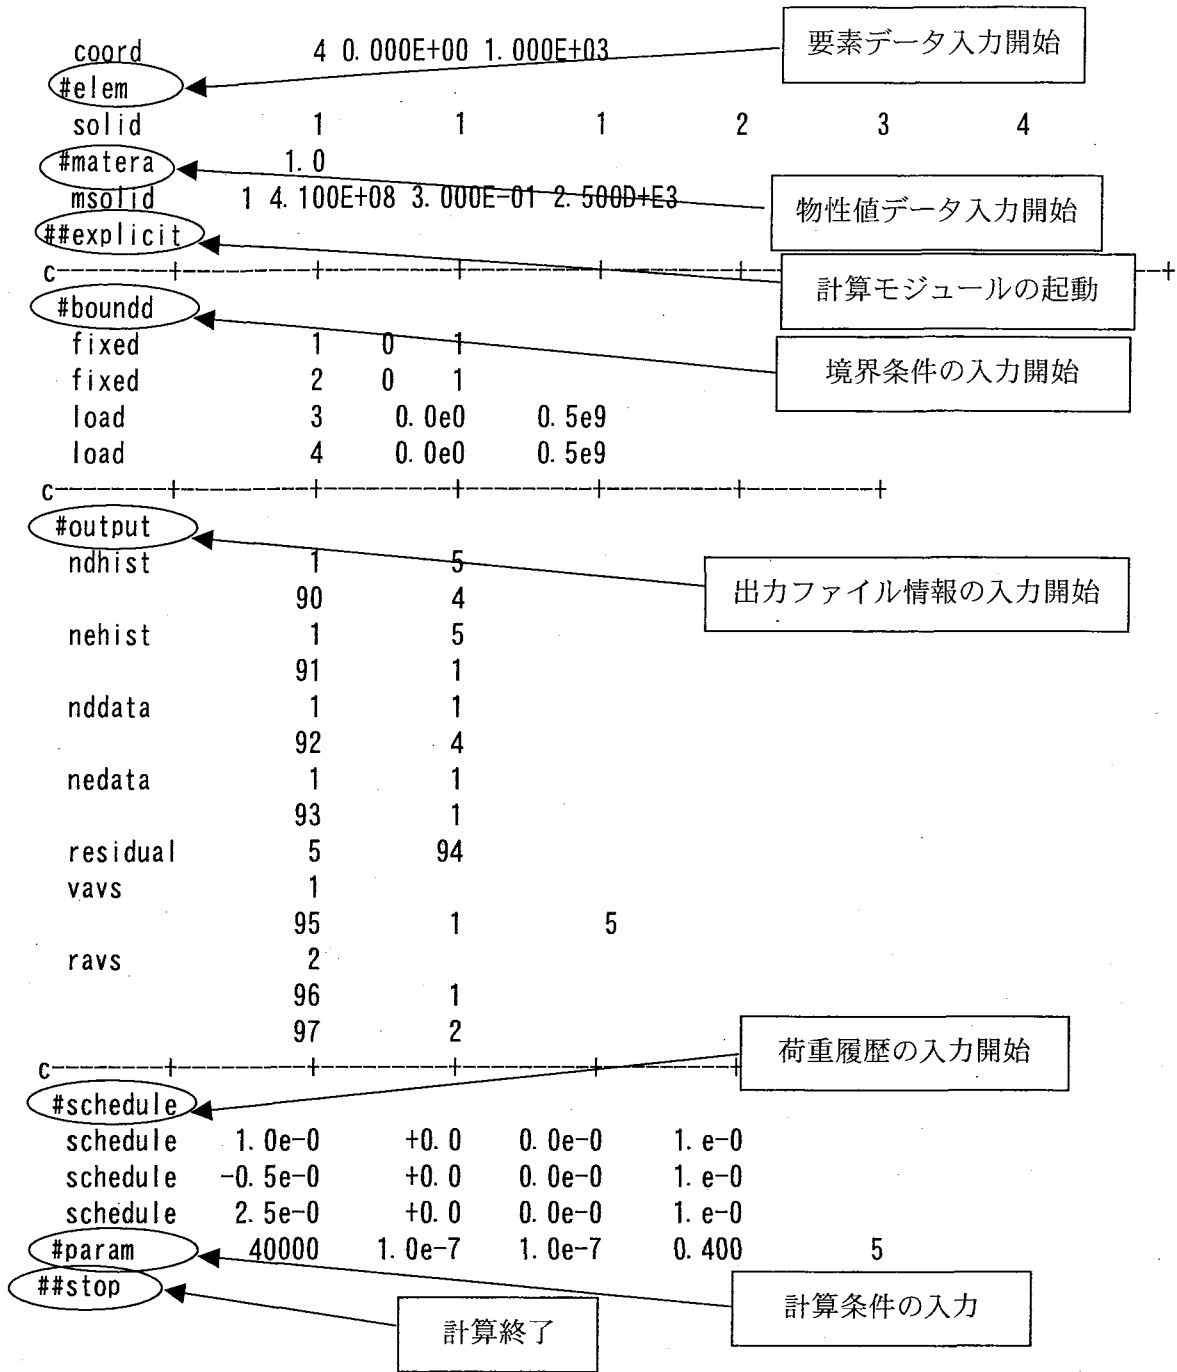 coord 4 0.000E+00 1.000E+03
要素データ入力開始
#elem
solid 1 1 1 2 3 4
#matera 1.0
msolid 1 4.100E+08 3.000E-01 2.500D+E3
物性値データ入力開始
##explicit
c---------+---------+---------+---------+---------+---------+
計算モジュールの起動
#boundd
fixed 1 0 1
境界条件の入力開始
fixed 2 0 1
load 3 0.0e0 0.5e9
load 4 0.0e0 0.5e9
c---------+---------+---------+---------+---------+---------+
#output
ndhist 1 5
出力ファイル情報の入力開始
90 4
nehist 1 5
91 1
nddata 1 1
92 4
nedata 1 1
93 1
residual 5 94
vavs 1
95 1 5
ravs 2
96 1
97 2
荷重履歴の入力開始
c---------+---------+---------+---------+---------+
#schedule
schedule 1.0e-0 +0.0 0.0e-0 1.e-0
schedule -0.5e-0 +0.0 0.0e-0 1.e-0
schedule 2.5e-0 +0.0 0.0e-0 1.e-0
#param 40000 1.0e-7 1.0e-7 0.400 5
##stop
計算条件の入力
計算終了